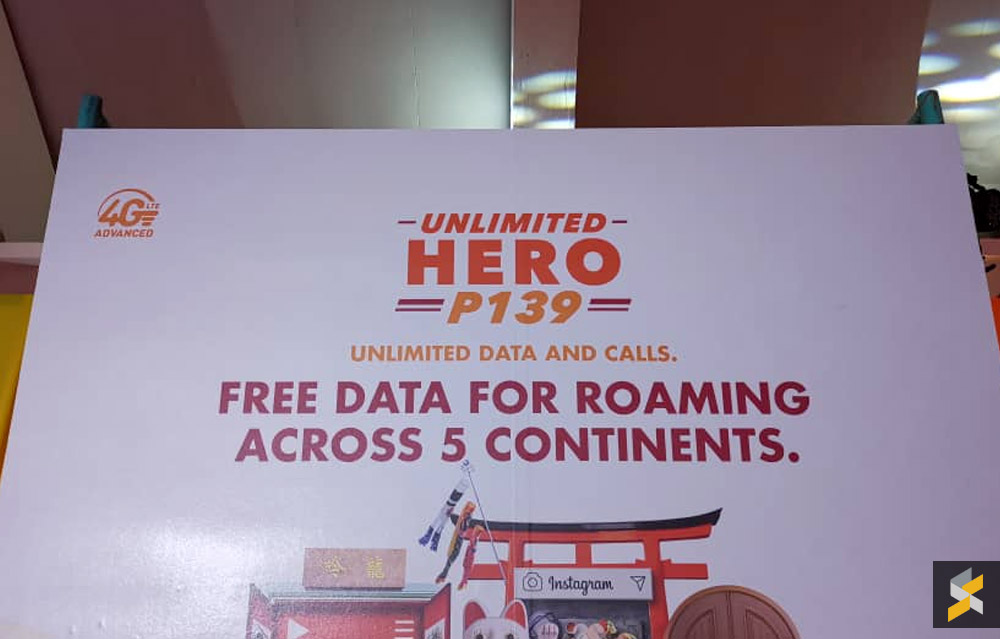 4G LTE
ADVANCED
UNLIMITED
HERO
P139
UNLIMITED DATA AND CALLS.
FREE DATA FOR ROAMING
ACROSS 5 CONTINENTS.
Instagram